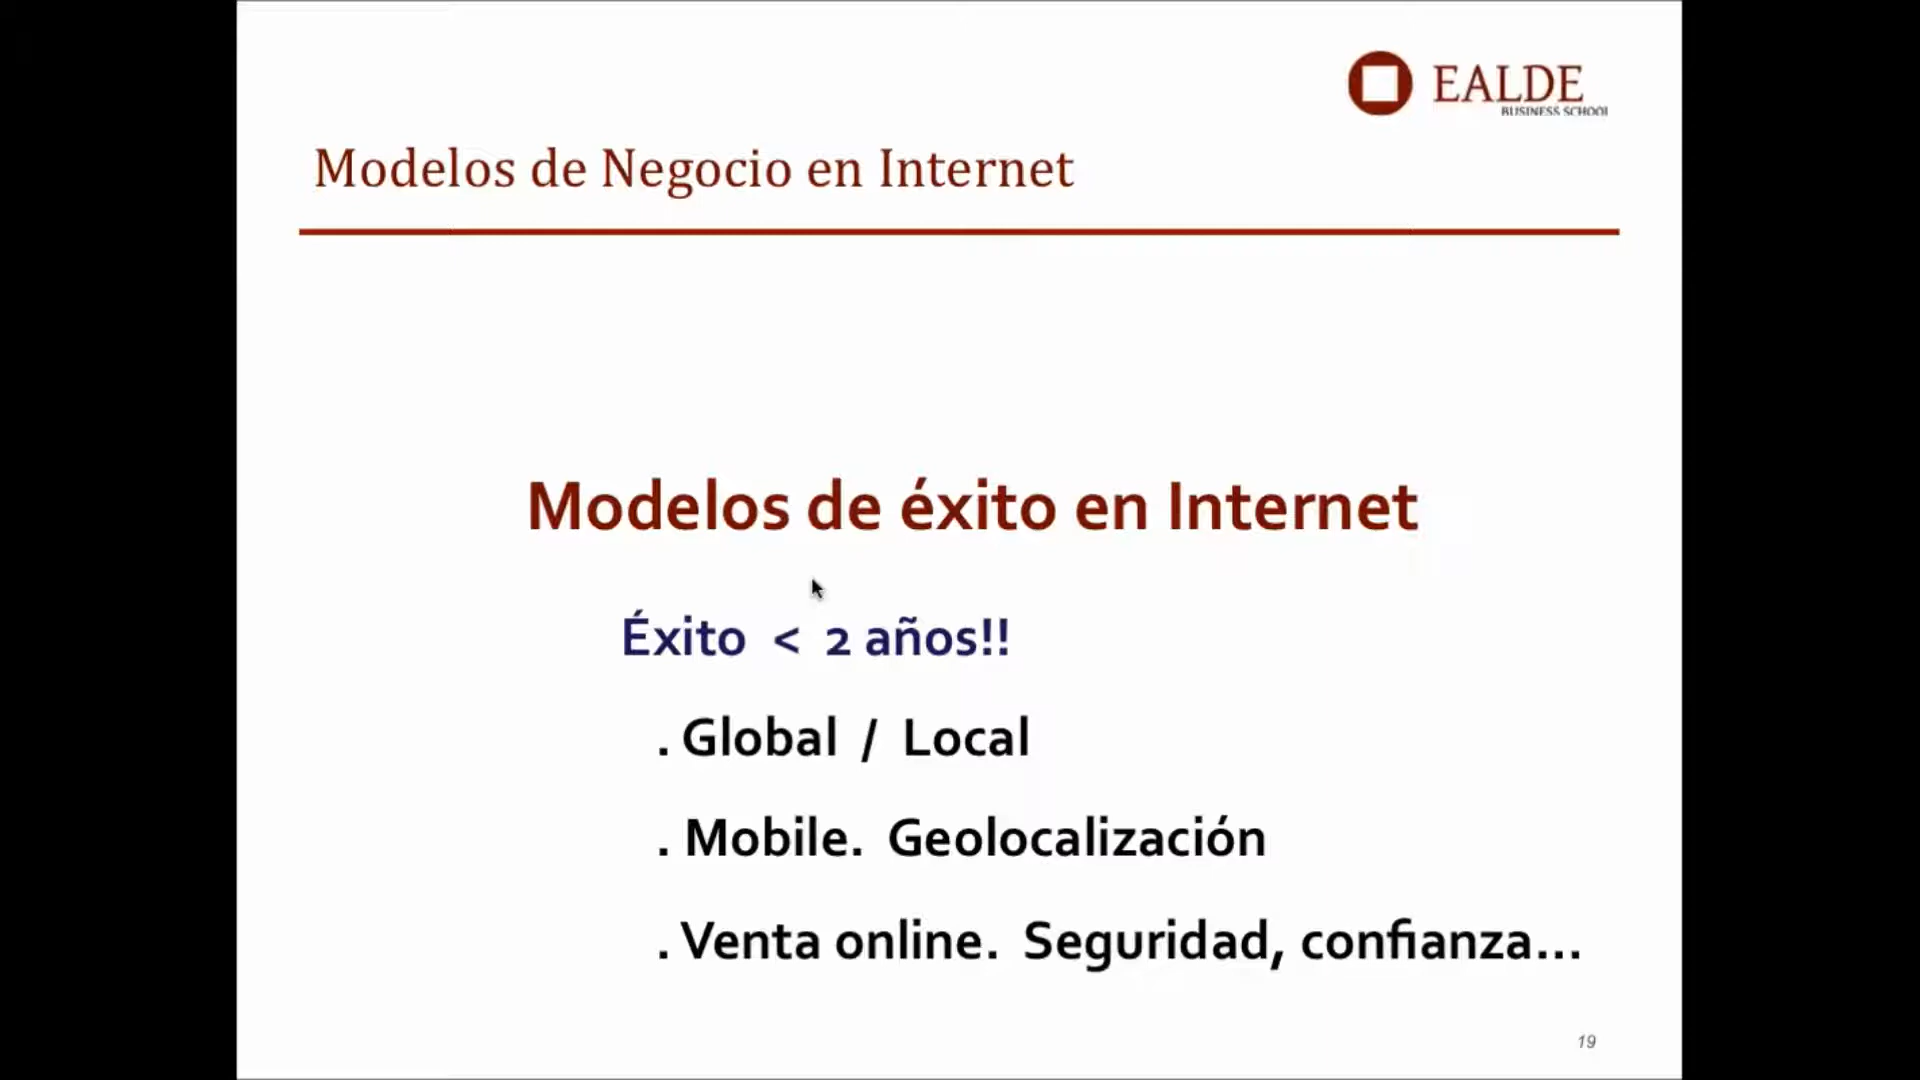 EALDE
BUSINESS SCHOOL
Modelos de Negocio en Internet
Modelos de éxito en Internet
Éxito < 2 años!!
. Global / Local
. Mobile. Geolocalización
. Venta online. Seguridad, confianza...
19